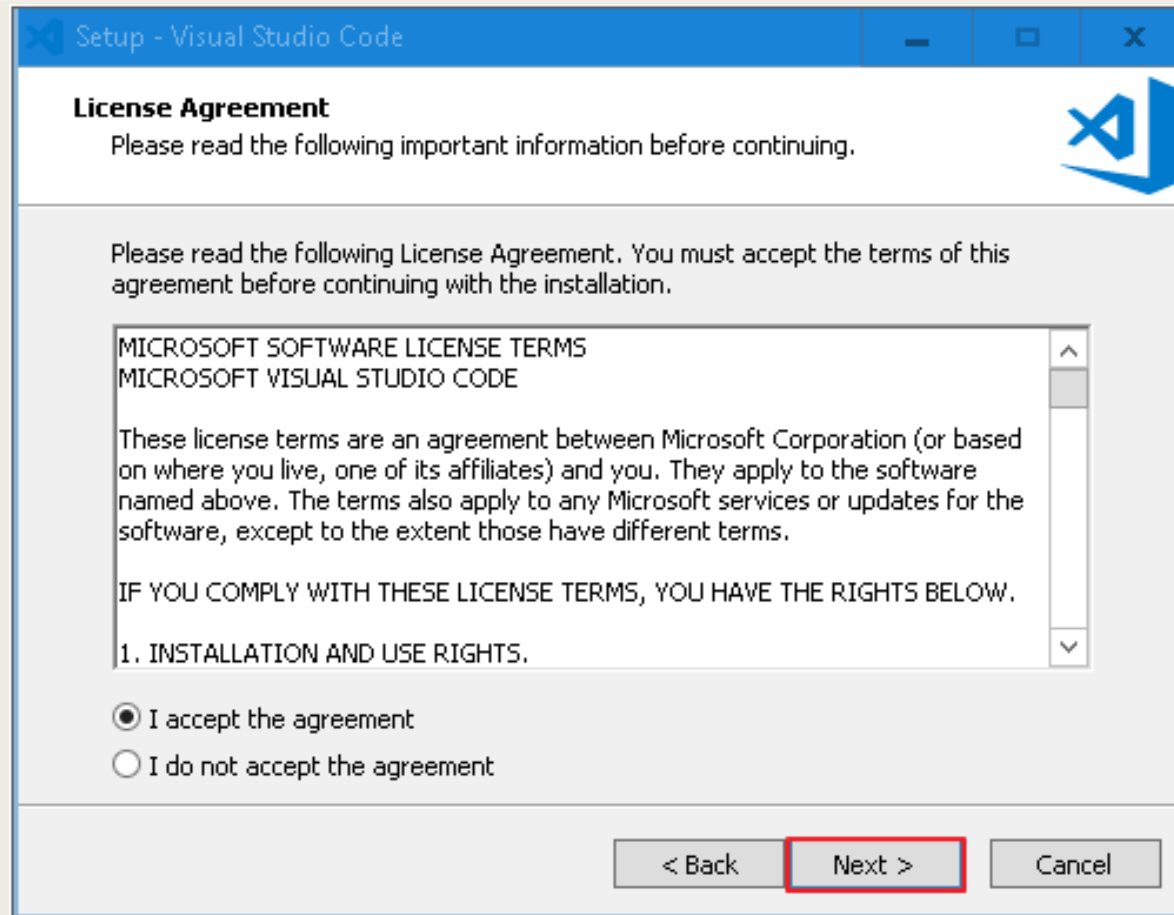 Setup - Visual Studio Code
License Agreement
Please read the following important information before continuing.
Please read the following License Agreement. You must accept the terms of this
agreement before continuing with the installation.
MICROSOFT SOFTWARE LICENSE TERMS
MICROSOFT VISUAL STUDIO CODE
These license terms are an agreement between Microsoft Corporation (or based
on where you live, one of its affiliates) and you. They apply to the software
named above. The terms also apply to any Microsoft services or updates for the
software, except to the extent those have different terms.
IF YOU COMPLY WITH THESE LICENSE TERMS, YOU HAVE THE RIGHTS BELOW.
1. INSTALLATION AND USE RIGHTS.
I accept the agreement
I do not accept the agreement
< Back Next > Cancel